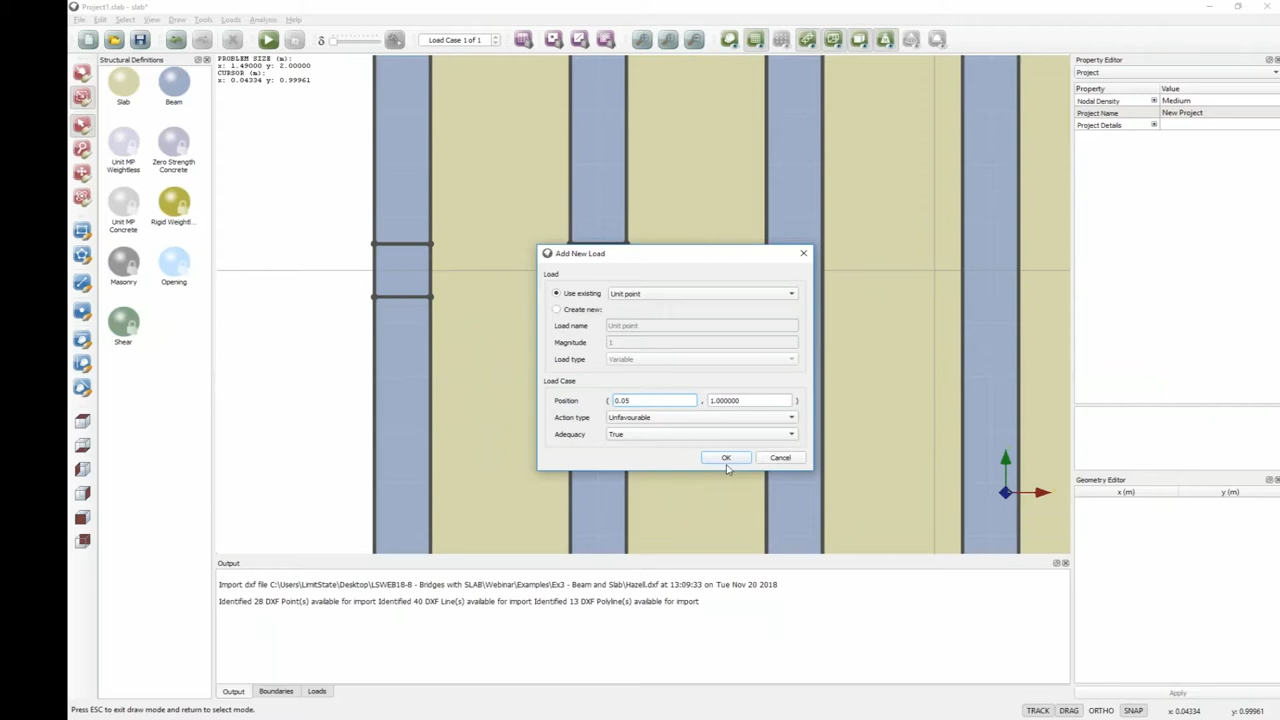 Project1.slab - slab*
File Edit Select View Draw Tools Loads Analysis Help
δ
Load Case 1 of 1
Structural Definitions
Slab
Beam
Unit MP Weightless
Zero Strength Concrete
Unit MP Concrete
Rigid Weightl...
Masonry
Opening
Shear
PROBLEM SIZE (m):
x: 1.49000 y: 2.00000
CURSOR (m):
x: 0.04334 y: 0.99961
Add New Load
Load
Use existing
Unit point
Create new:
Load name
Unit point
Magnitude
1
Load type
Variable
Load Case
Position ( 0.05 , 1.000000 )
Action type
Unfavourable
Adequacy
True
OK
Cancel
Property Editor
Project
Property Value
Nodal Density Medium
Project Name New Project
Project Details
Geometry Editor
x (m) y (m)
Apply
Output
Import dxf file C:\Users\LimitState\Desktop\LSWEB18-8 - Bridges with SLAB\Webinar\Examples\Ex3 - Beam and Slab\Hazell.dxf at 13:09:33 on Tue Nov 20 2018
Identified 28 DXF Point(s) available for import Identified 40 DXF Line(s) available for import Identified 13 DXF Polyline(s) available for import
Output Boundaries Loads
Press ESC to exit draw mode and return to select mode.
TRACK DRAG ORTHO SNAP x: 0.04334 y: 0.99961